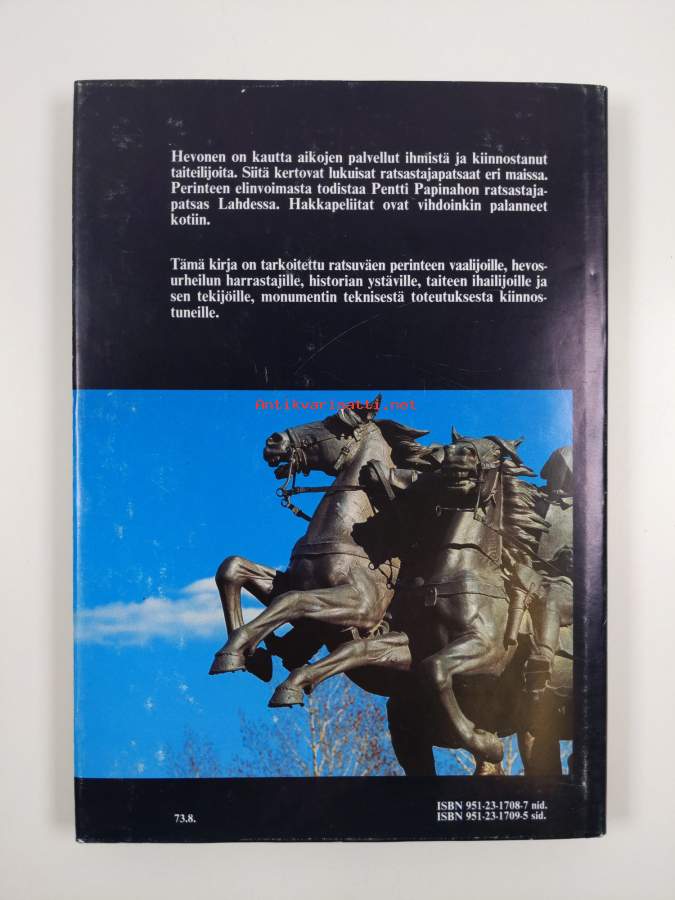 Hevonen on kautta aikojen palvellut ihmistä ja kiinnostanut
taiteilijoita. Siitä kertovat lukuisat ratsastajapatsaat eri maissa.
Perinteen elinvoimasta todistaa Pentti Papinahon ratsastaja-
patsas Lahdessa. Hakkapeliitat ovat vihdoinkin palanneet
kotiin.
Tämä kirja on tarkoitettu ratsuväen perinteen vaalijoille, hevos-
urheilun harrastajille, historian ystäville, taiteen ihailijoille ja
sen tekijöille, monumentin teknisestä toteutuksesta kiinnos-
tuneille.
Antikvariaatti.net
73.8.
ISBN 951-23-1708-7 nid.
ISBN 951-23-1709-5 sid.